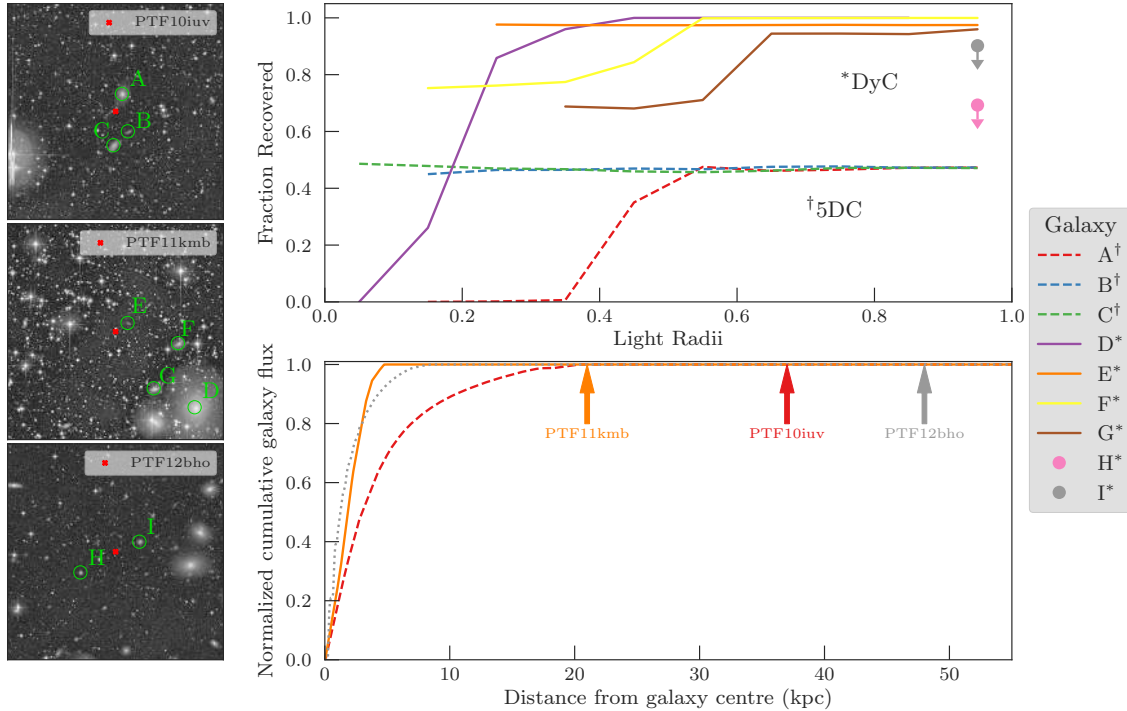 PTF10iuv
A
B
C
PTF11kmb
E
F
G
D
PTF12bho
I
H
Fraction Recovered
1.0
0.8
0.6
0.4
0.2
0.0
*DyC
†5DC
0.0 0.2 0.4 0.6 0.8 1.0
Light Radii
Normalized cumulative galaxy flux
1.0
0.8
0.6
0.4
0.2
0.0
PTF11kmb PTF10iuv PTF12bho
0 10 20 30 40 50
Distance from galaxy centre (kpc)
Galaxy
A†
B†
C†
D*
E*
F*
G*
H*
I*